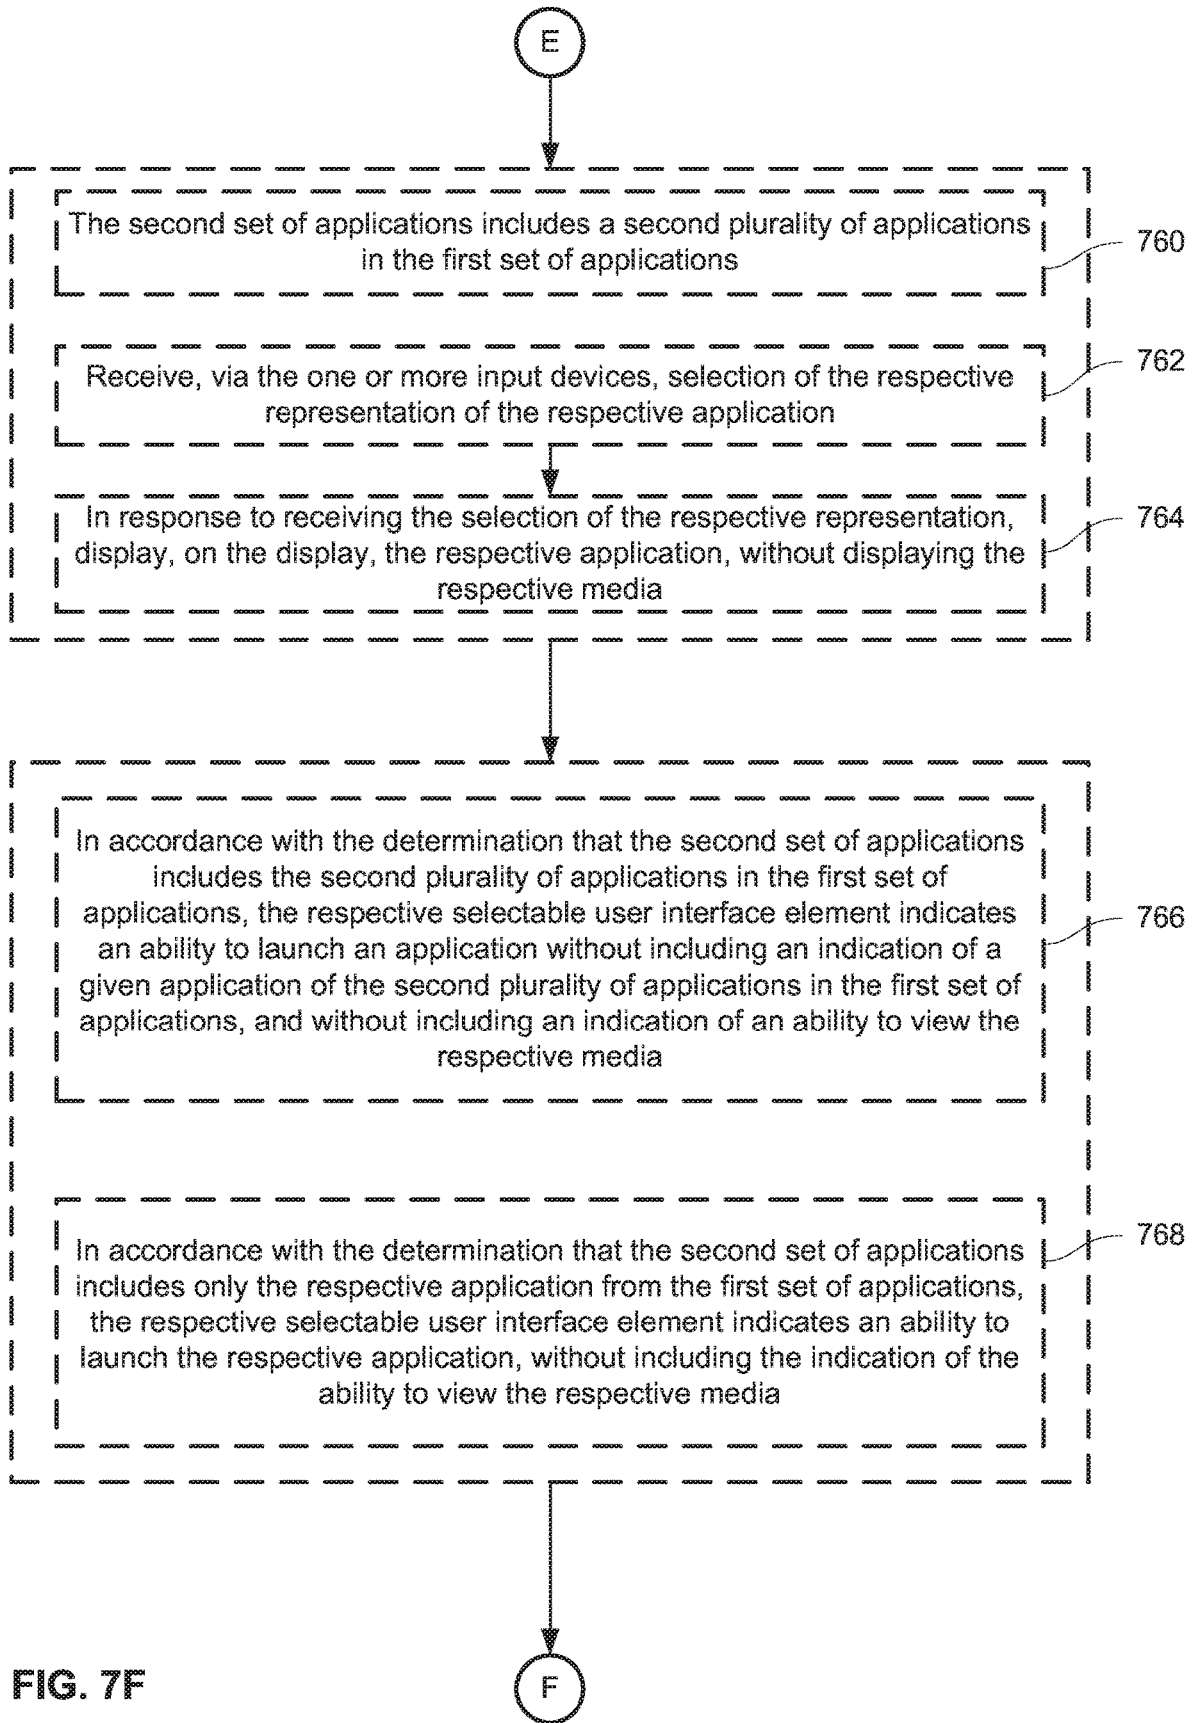 E
The second set of applications includes a second plurality of applications
in the first set of applications
760
Receive, via the one or more input devices, selection of the respective
representation of the respective application
762
In response to receiving the selection of the respective representation,
display, on the display, the respective application, without displaying the
respective media
764
In accordance with the determination that the second set of applications
includes the second plurality of applications in the first set of
applications, the respective selectable user interface element indicates
an ability to launch an application without including an indication of a
given application of the second plurality of applications in the first set of
applications, and without including an indication of an ability to view the
respective media
766
In accordance with the determination that the second set of applications
includes only the respective application from the first set of applications,
the respective selectable user interface element indicates an ability to
launch the respective application, without including the indication of the
ability to view the respective media
768
F
FIG. 7F